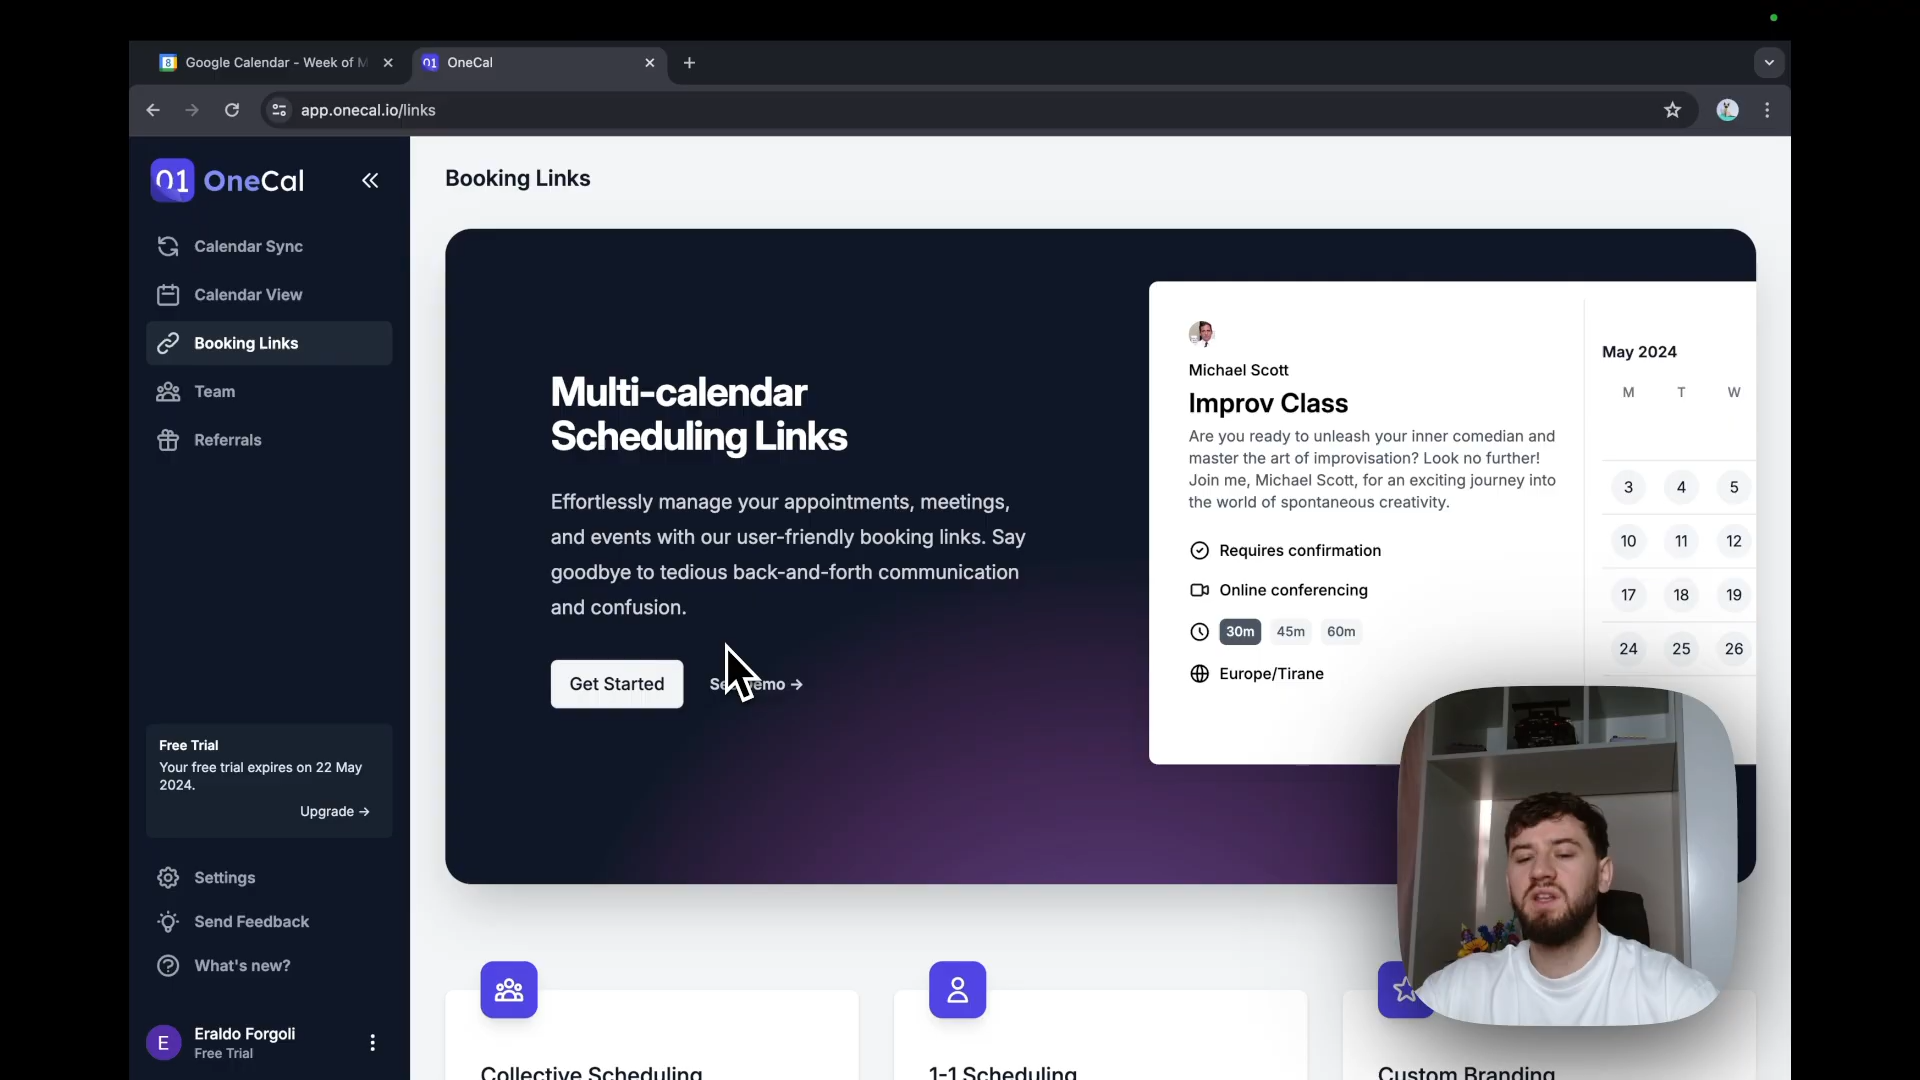 Google Calendar - Week of M
OneCal
app.onecal.io/links
01 OneCal
Calendar Sync
Calendar View
Booking Links
Team
Referrals
Free Trial
Your free trial expires on 22 May
2024.
Upgrade →
Settings
Send Feedback
What's new?
E
Eraldo Forgoli
Free Trial
Booking Links
Multi-calendar
Scheduling Links
Effortlessly manage your appointments, meetings,
and events with our user-friendly booking links. Say
goodbye to tedious back-and-forth communication
and confusion.
Get Started
Michael Scott
Improv Class
Are you ready to unleash your inner comedian and
master the art of improvisation? Look no further!
Join me, Michael Scott, for an exciting journey into
the world of spontaneous creativity.
Requires confirmation
Online conferencing
30m 45m 60m
Europe/Tirane
May 2024
M T W
3 4 5
10 11 12
17 18 19
24 25 26
Collective Scheduling
1-1 Scheduling
Custom Branding